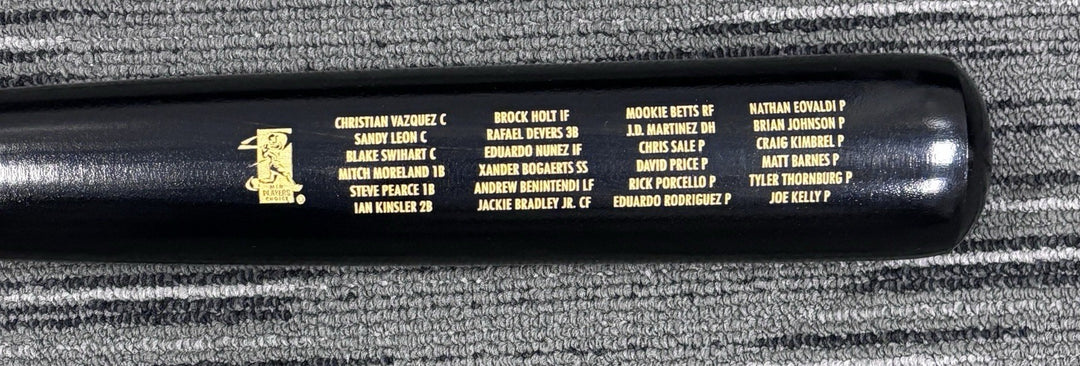 MLB
PLAYERS
CHOICE
®
CHRISTIAN VAZQUEZ C
SANDY LEON C
BLAKE SWIHART C
MITCH MORELAND 1B
STEVE PEARCE 1B
IAN KINSLER 2B
BROCK HOLT IF
RAFAEL DEVERS 3B
EDUARDO NUNEZ IF
XANDER BOGAERTS SS
ANDREW BENINTENDI LF
JACKIE BRADLEY JR. CF
MOOKIE BETTS RF
J.D. MARTINEZ DH
CHRIS SALE P
DAVID PRICE P
RICK PORCELLO P
EDUARDO RODRIGUEZ P
NATHAN EOVALDI P
BRIAN JOHNSON P
CRAIG KIMBREL P
MATT BARNES P
TYLER THORNBURG P
JOE KELLY P